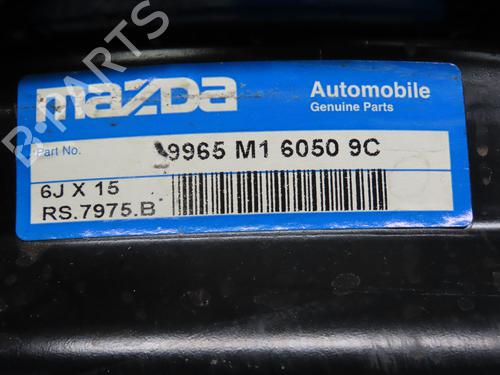 mazda
Automobile
Genuine Parts
Part No.
9965 M1 6050 9C
6J X 15
RS.7975.B
B-PARTS